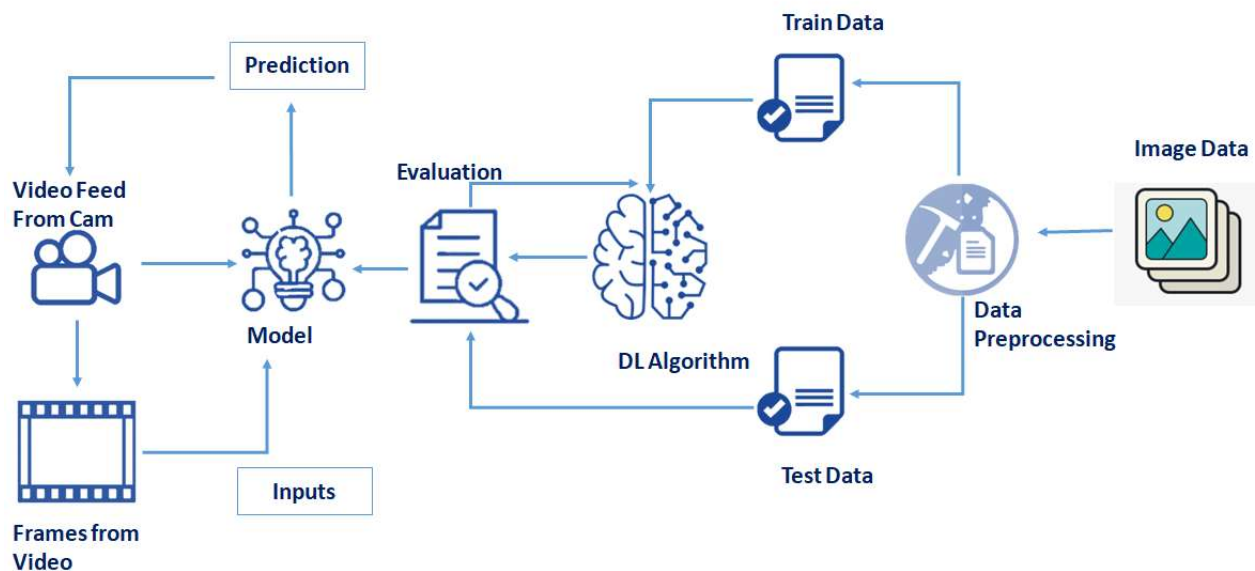 Train Data
Prediction
Image Data
Evaluation
Video Feed
From Cam
Model
Data
Preprocessing
DL Algorithm
Test Data
Inputs
Frames from
Video